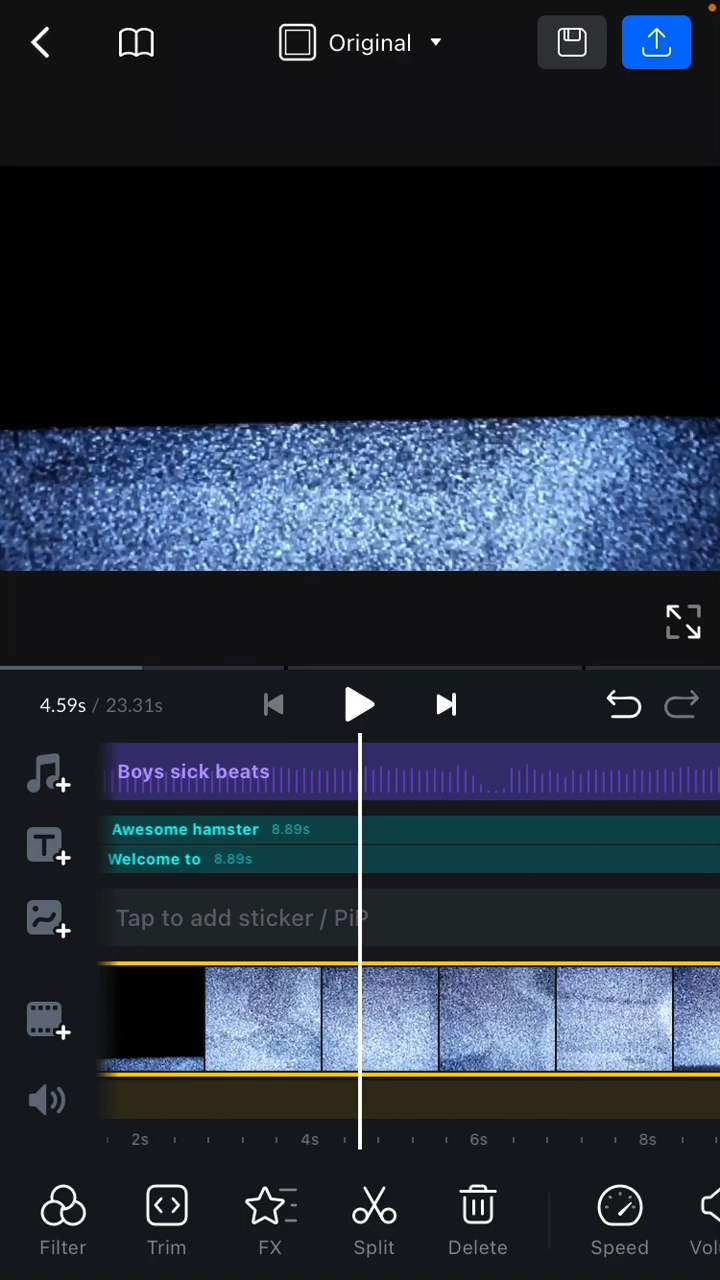 Original
4.59s / 23.31s
Boys sick beats
Awesome hamster 8.89s
Welcome to 8.89s
Tap to add sticker / PiP
2s 4s 6s 8s
Filter Trim FX Split Delete Speed Vol